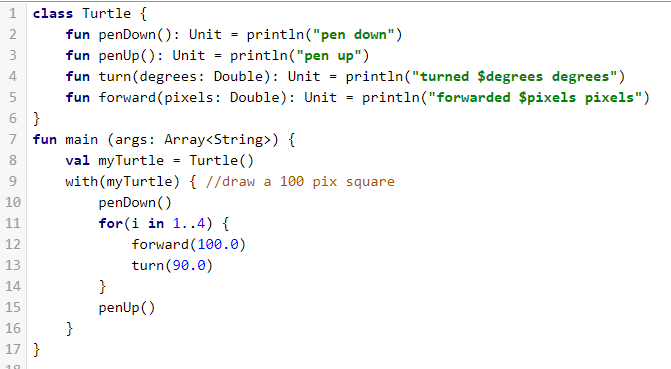 1 class Turtle {
2     fun penDown(): Unit = println("pen down")
3     fun penUp(): Unit = println("pen up")
4     fun turn(degrees: Double): Unit = println("turned $degrees degrees")
5     fun forward(pixels: Double): Unit = println("forwarded $pixels pixels")
6 }
7 fun main (args: Array<String>) {
8     val myTurtle = Turtle()
9     with(myTurtle) { //draw a 100 pix square
10         penDown()
11         for(i in 1..4) {
12             forward(100.0)
13             turn(90.0)
14         }
15         penUp()
16     }
17 }
18